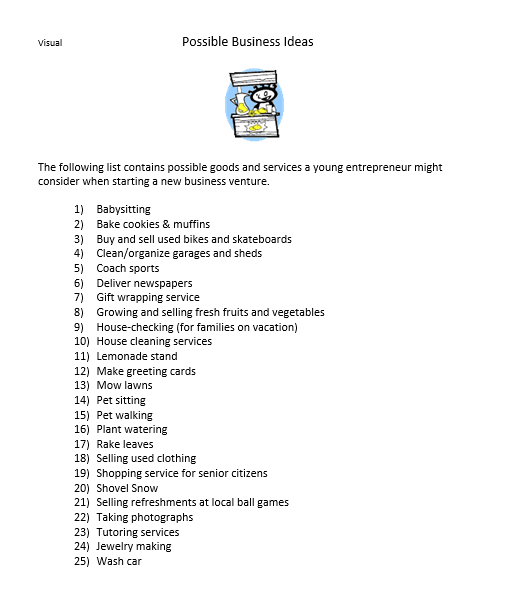 Visual
Possible Business Ideas
The following list contains possible goods and services a young entrepreneur might
consider when starting a new business venture.
1) Babysitting
2) Bake cookies & muffins
3) Buy and sell used bikes and skateboards
4) Clean/organize garages and sheds
5) Coach sports
6) Deliver newspapers
7) Gift wrapping service
8) Growing and selling fresh fruits and vegetables
9) House-checking (for families on vacation)
10) House cleaning services
11) Lemonade stand
12) Make greeting cards
13) Mow lawns
14) Pet sitting
15) Pet walking
16) Plant watering
17) Rake leaves
18) Selling used clothing
19) Shopping service for senior citizens
20) Shovel Snow
21) Selling refreshments at local ball games
22) Taking photographs
23) Tutoring services
24) Jewelry making
25) Wash car